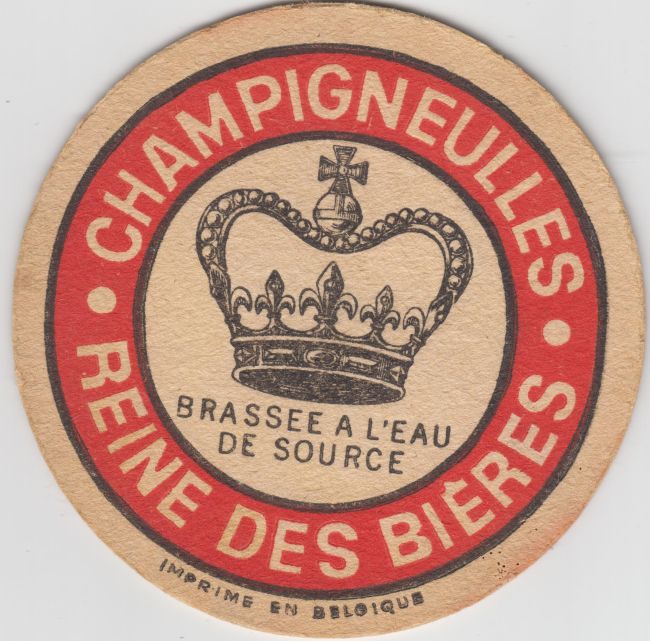 CHAMPIGNEULLES
REINE DES BIÈRES
BRASSEE A L'EAU
DE SOURCE
IMPRIME EN BELGIQUE